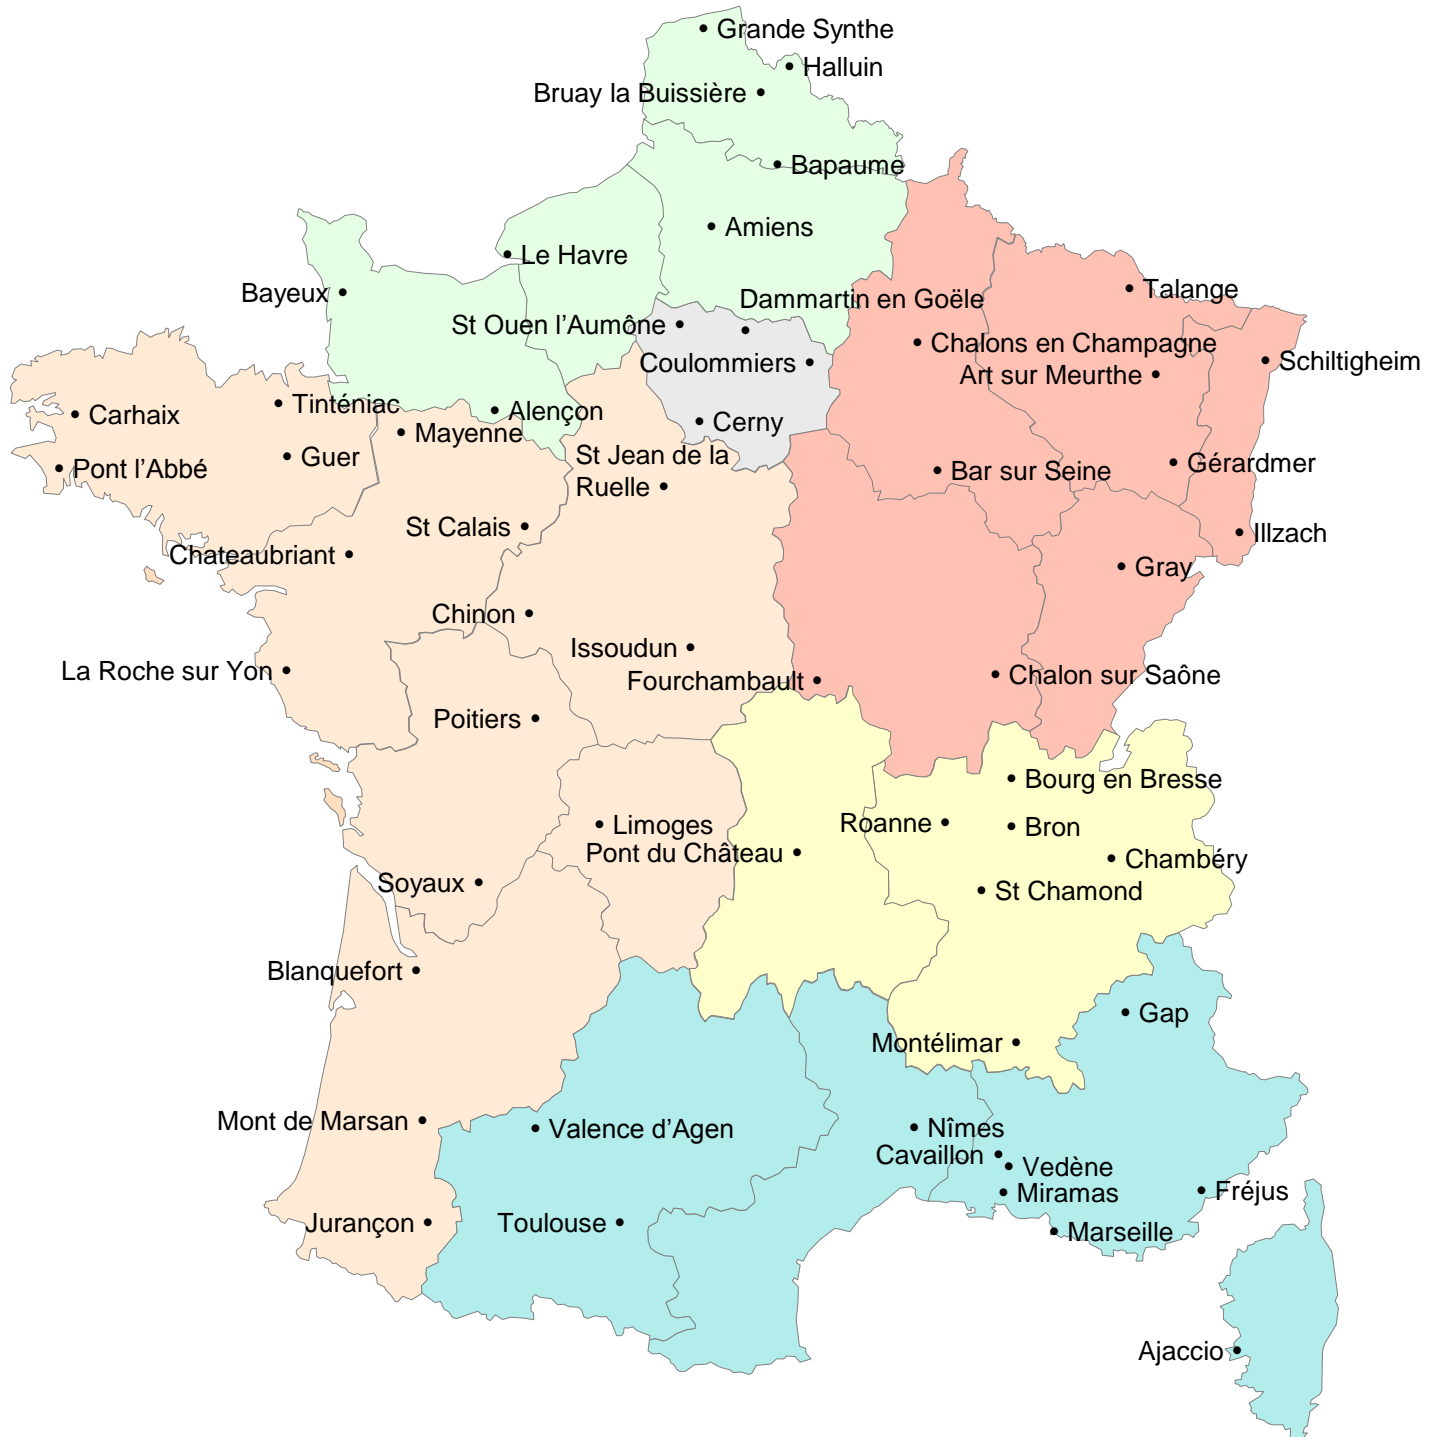 Grande Synthe
Halluin
Bruay la Buissière
Bapaume
Amiens
Le Havre
Bayeux
Dammartin en Goële
St Ouen l’Aumône
Talange
Chalons en Champagne
Coulommiers
Schiltigheim
Art sur Meurthe
Tinténiac
Alençon
Carhaix
Cerny
Mayenne
St Jean de la
Ruelle
Guer
Pont l’Abbé
Bar sur Seine
Gérardmer
St Calais
Illzach
Chateaubriant
Gray
Chinon
Issoudun
La Roche sur Yon
Fourchambault
Chalon sur Saône
Poitiers
Bourg en Bresse
Roanne
Limoges
Bron
Pont du Château
Chambéry
Soyaux
St Chamond
Blanquefort
Gap
Montélimar
Mont de Marsan
Valence d’Agen
Nîmes
Cavaillon
Vedène
Miramas
Fréjus
Jurançon
Toulouse
Marseille
Ajaccio